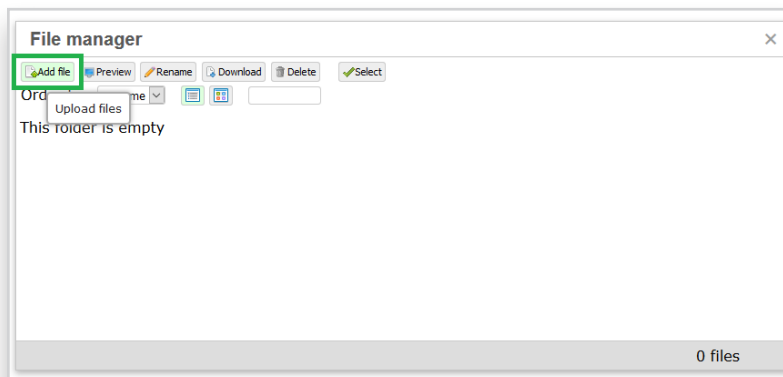 File manager
Add file Preview Rename Download Delete Select
Upload files
This folder is empty
0 files